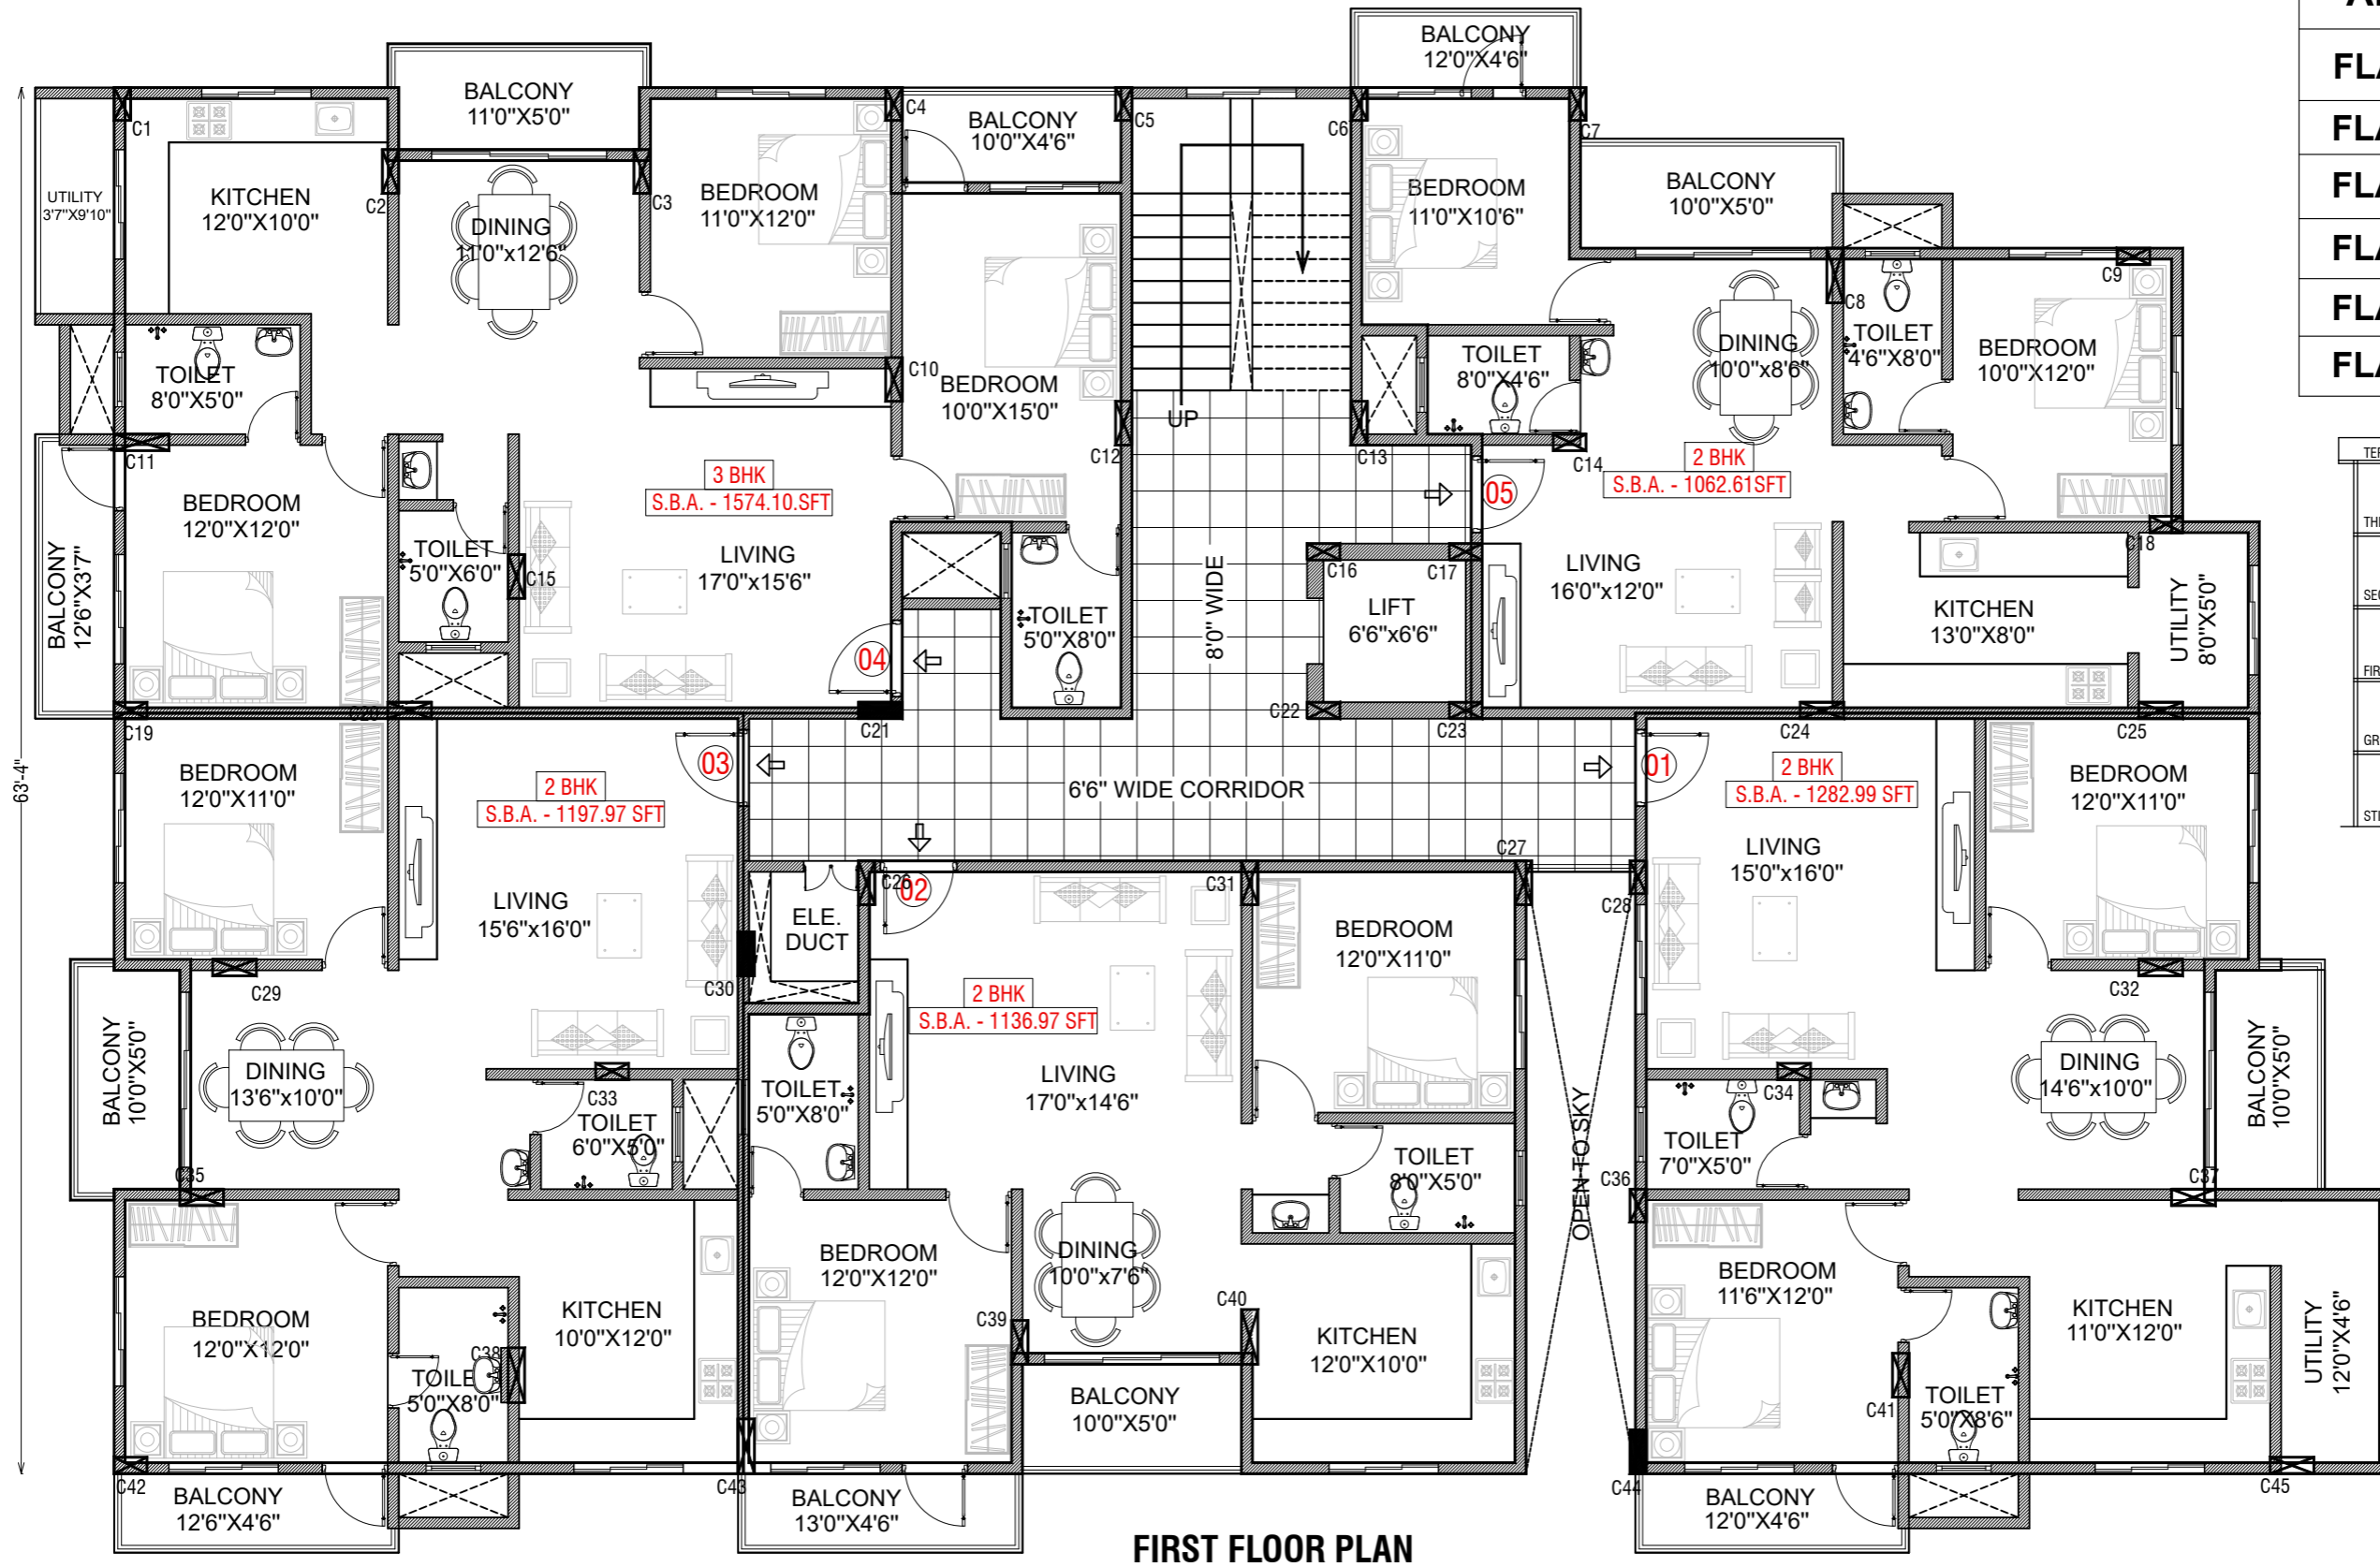 BALCONY
11'0"X5'0"
BALCONY
12'0"X4'6"
C1
C4
BALCONY
10'0"X4'6"
C5
C6
C7
UTILITY
3'7"X9'10"
KITCHEN
12'0"X10'0"
C2
DINING
11'0"x12'6"
C3
BEDROOM
11'0"X12'0"
BEDROOM
11'0"X10'6"
BALCONY
10'0"X5'0"
C8
C9
TOILET
8'0"X5'0"
C10
BEDROOM
10'0"X15'0"
UP
TOILET
8'0"X4'6"
DINING
10'0"x8'6"
TOILET
4'6"X8'0"
BEDROOM
10'0"X12'0"
C11
C12
C13
C14
3 BHK
S.B.A. - 1574.10.SFT
2 BHK
S.B.A. - 1062.61SFT
05
BALCONY
12'6"X3'7"
BEDROOM
12'0"X12'0"
TOILET
5'0"X6'0"
C15
LIVING
17'0"x15'6"
04
TOILET
5'0"X8'0"
8'0" WIDE
C16
C17
LIFT
6'6"x6'6"
LIVING
16'0"x12'0"
KITCHEN
13'0"X8'0"
C18
UTILITY
8'0"X5'0"
C19
C20
C21
C22
C23
C24
C25
63'-4"
BEDROOM
12'0"X11'0"
2 BHK
S.B.A. - 1197.97 SFT
03
6'6" WIDE CORRIDOR
01
2 BHK
S.B.A. - 1282.99 SFT
BEDROOM
12'0"X11'0"
LIVING
15'6"x16'0"
ELE.
DUCT
C26
02
C31
C27
C28
LIVING
15'0"x16'0"
BEDROOM
12'0"X11'0"
C29
C30
2 BHK
S.B.A. - 1136.97 SFT
C32
BALCONY
10'0"X5'0"
DINING
13'6"x10'0"
C33
TOILET
6'0"X5'0"
TOILET
5'0"X8'0"
LIVING
17'0"x14'6"
TOILET
8'0"X5'0"
OPEN TO SKY
C34
TOILET
7'0"X5'0"
DINING
14'6"x10'0"
BALCONY
10'0"X5'0"
C35
C36
C37
BEDROOM
12'0"X12'0"
C38
TOILET
5'0"X8'0"
KITCHEN
10'0"X12'0"
BEDROOM
12'0"X12'0"
DINING
10'0"x7'6"
C39
C40
BALCONY
10'0"X5'0"
KITCHEN
12'0"X10'0"
BEDROOM
11'6"X12'0"
C41
TOILET
5'0"X8'6"
KITCHEN
11'0"X12'0"
UTILITY
12'0"X4'6"
C42
C43
C44
C45
BALCONY
12'6"X4'6"
BALCONY
13'0"X4'6"
BALCONY
12'0"X4'6"
FIRST FLOOR PLAN